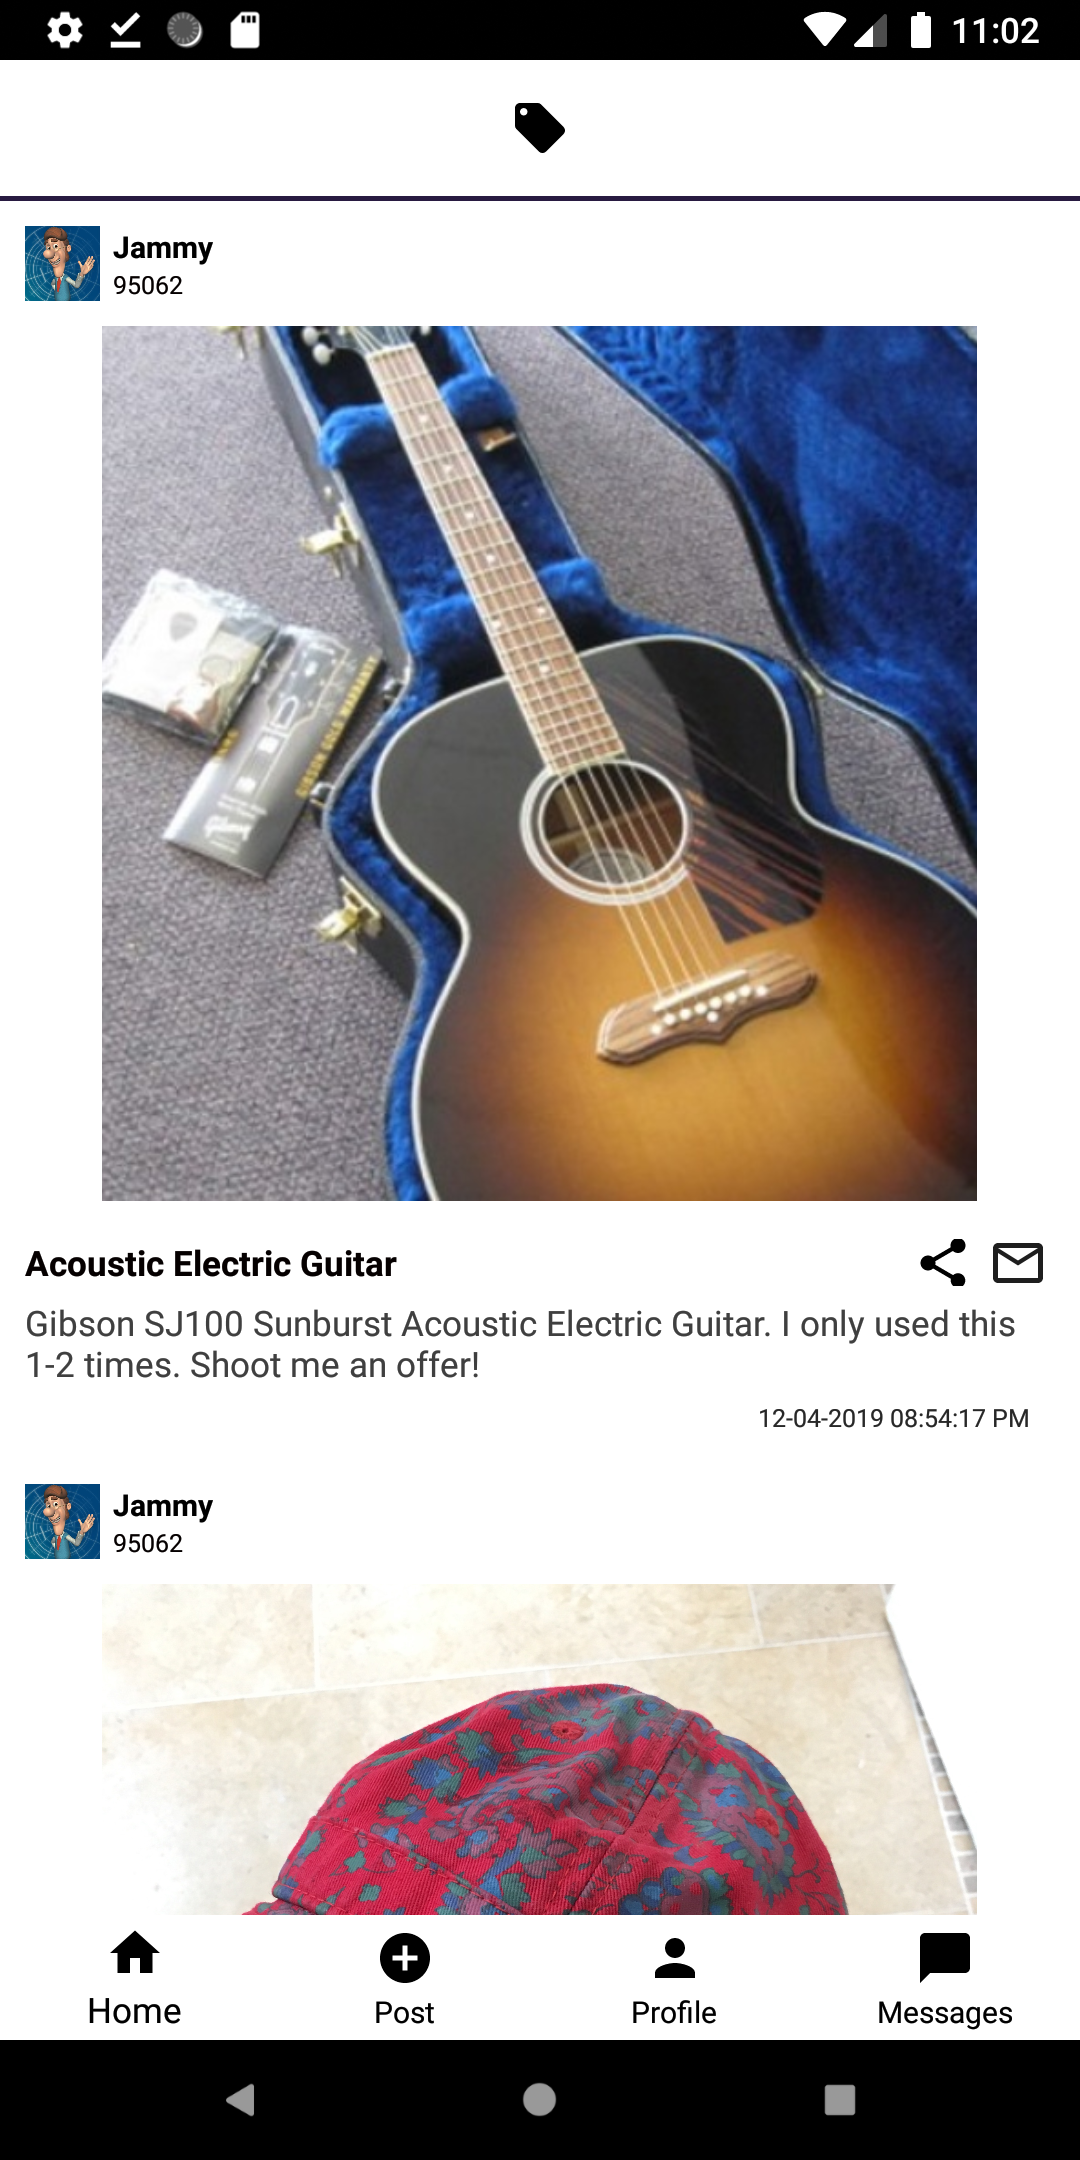 11:02
Jammy
95062
Acoustic Electric Guitar
Gibson SJ100 Sunburst Acoustic Electric Guitar. I only used this
1-2 times. Shoot me an offer!
12-04-2019 08:54:17 PM
Jammy
95062
Home
Post
Profile
Messages